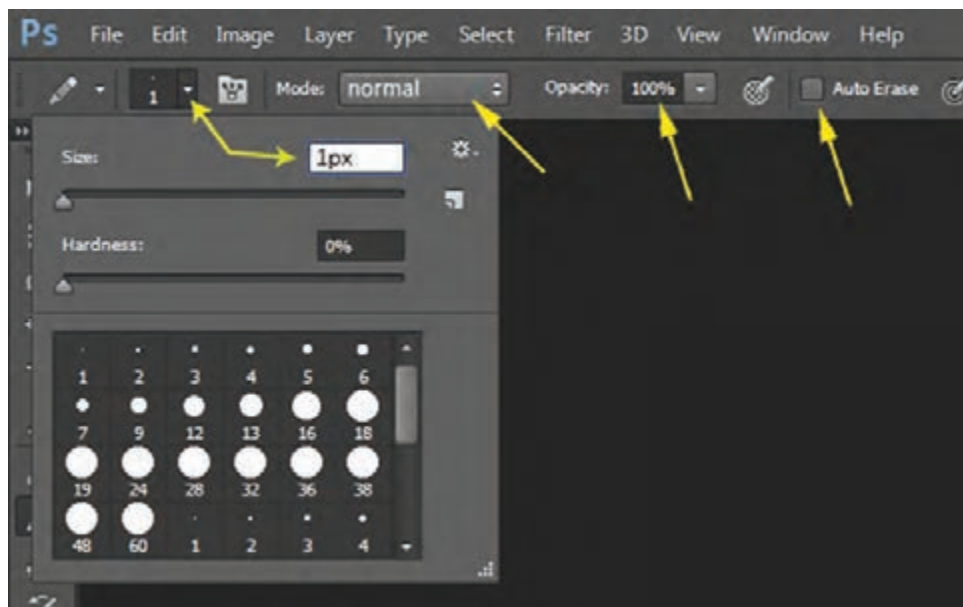 Ps File Edit Image Layer Type Select Filter 3D View Window Help
1 Mode: normal Opacity: 100% Auto Erase
Size: 1px
Hardness: 0%
1 2 3 4 5 6
7 9 12 13 16 18
19 24 28 32 36 38
48 60 1 2 3 4